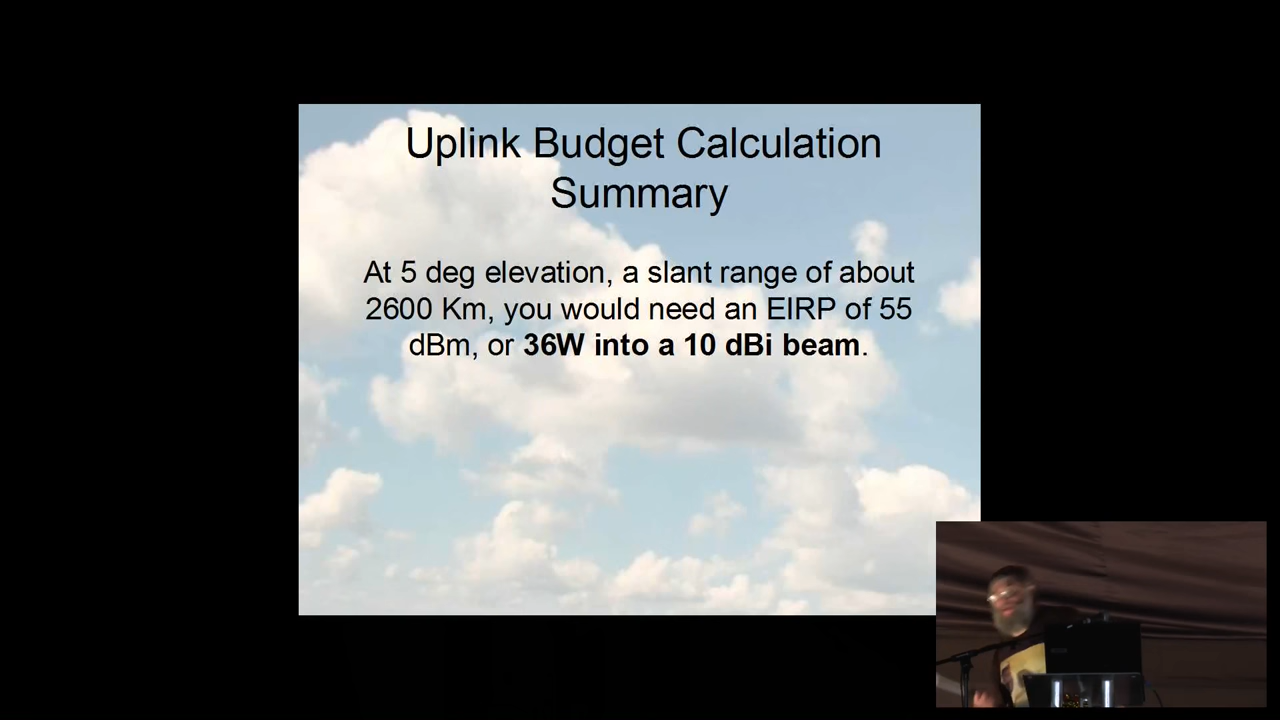 Uplink Budget Calculation
Summary
At 5 deg elevation, a slant range of about
2600 Km, you would need an EIRP of 55
dBm, or 36W into a 10 dBi beam.